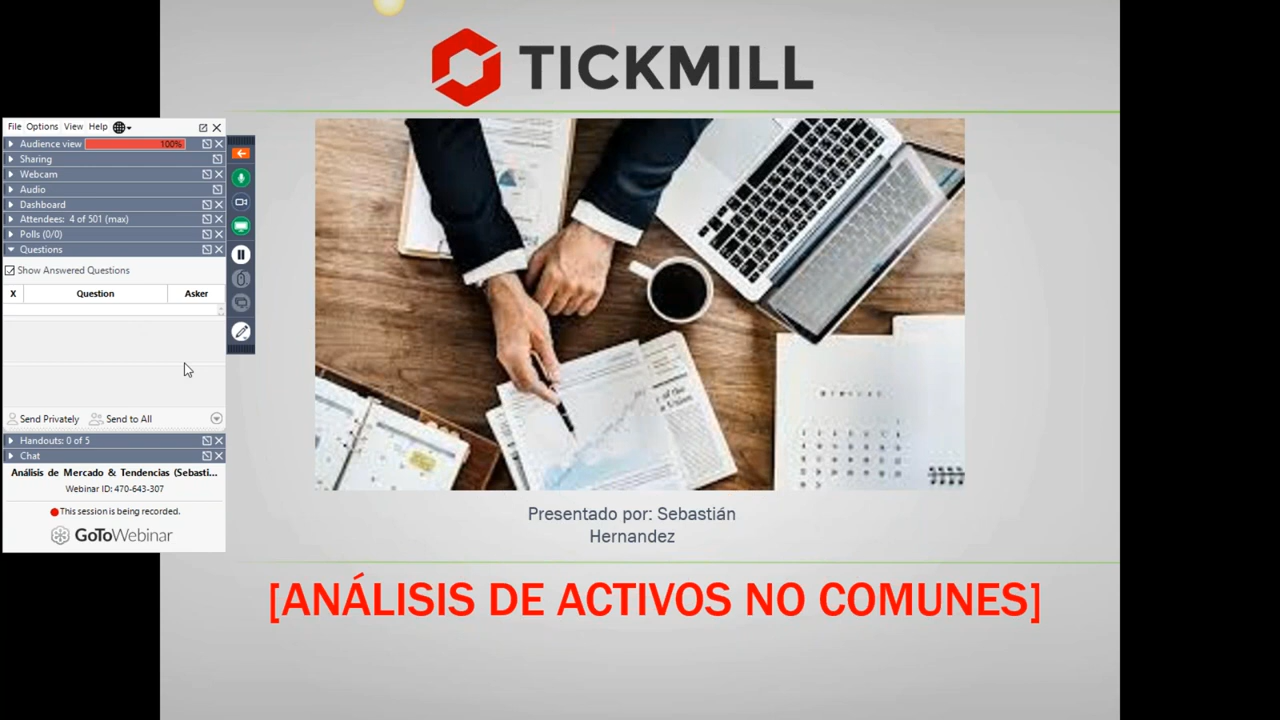 TICKMILL
File Options View Help
Audience view 100%
Sharing
Webcam
Audio
Dashboard
Attendees: 4 of 501 (max)
Polls (0/0)
Questions
Show Answered Questions
X Question Asker
Send Privately Send to All
Handouts: 0 of 5
Chat
Análisis de Mercado & Tendencias (Sebasti...
Webinar ID: 470-643-307
This session is being recorded.
GoToWebinar
Presentado por: Sebastián
Hernandez
[ANÁLISIS DE ACTIVOS NO COMUNES]